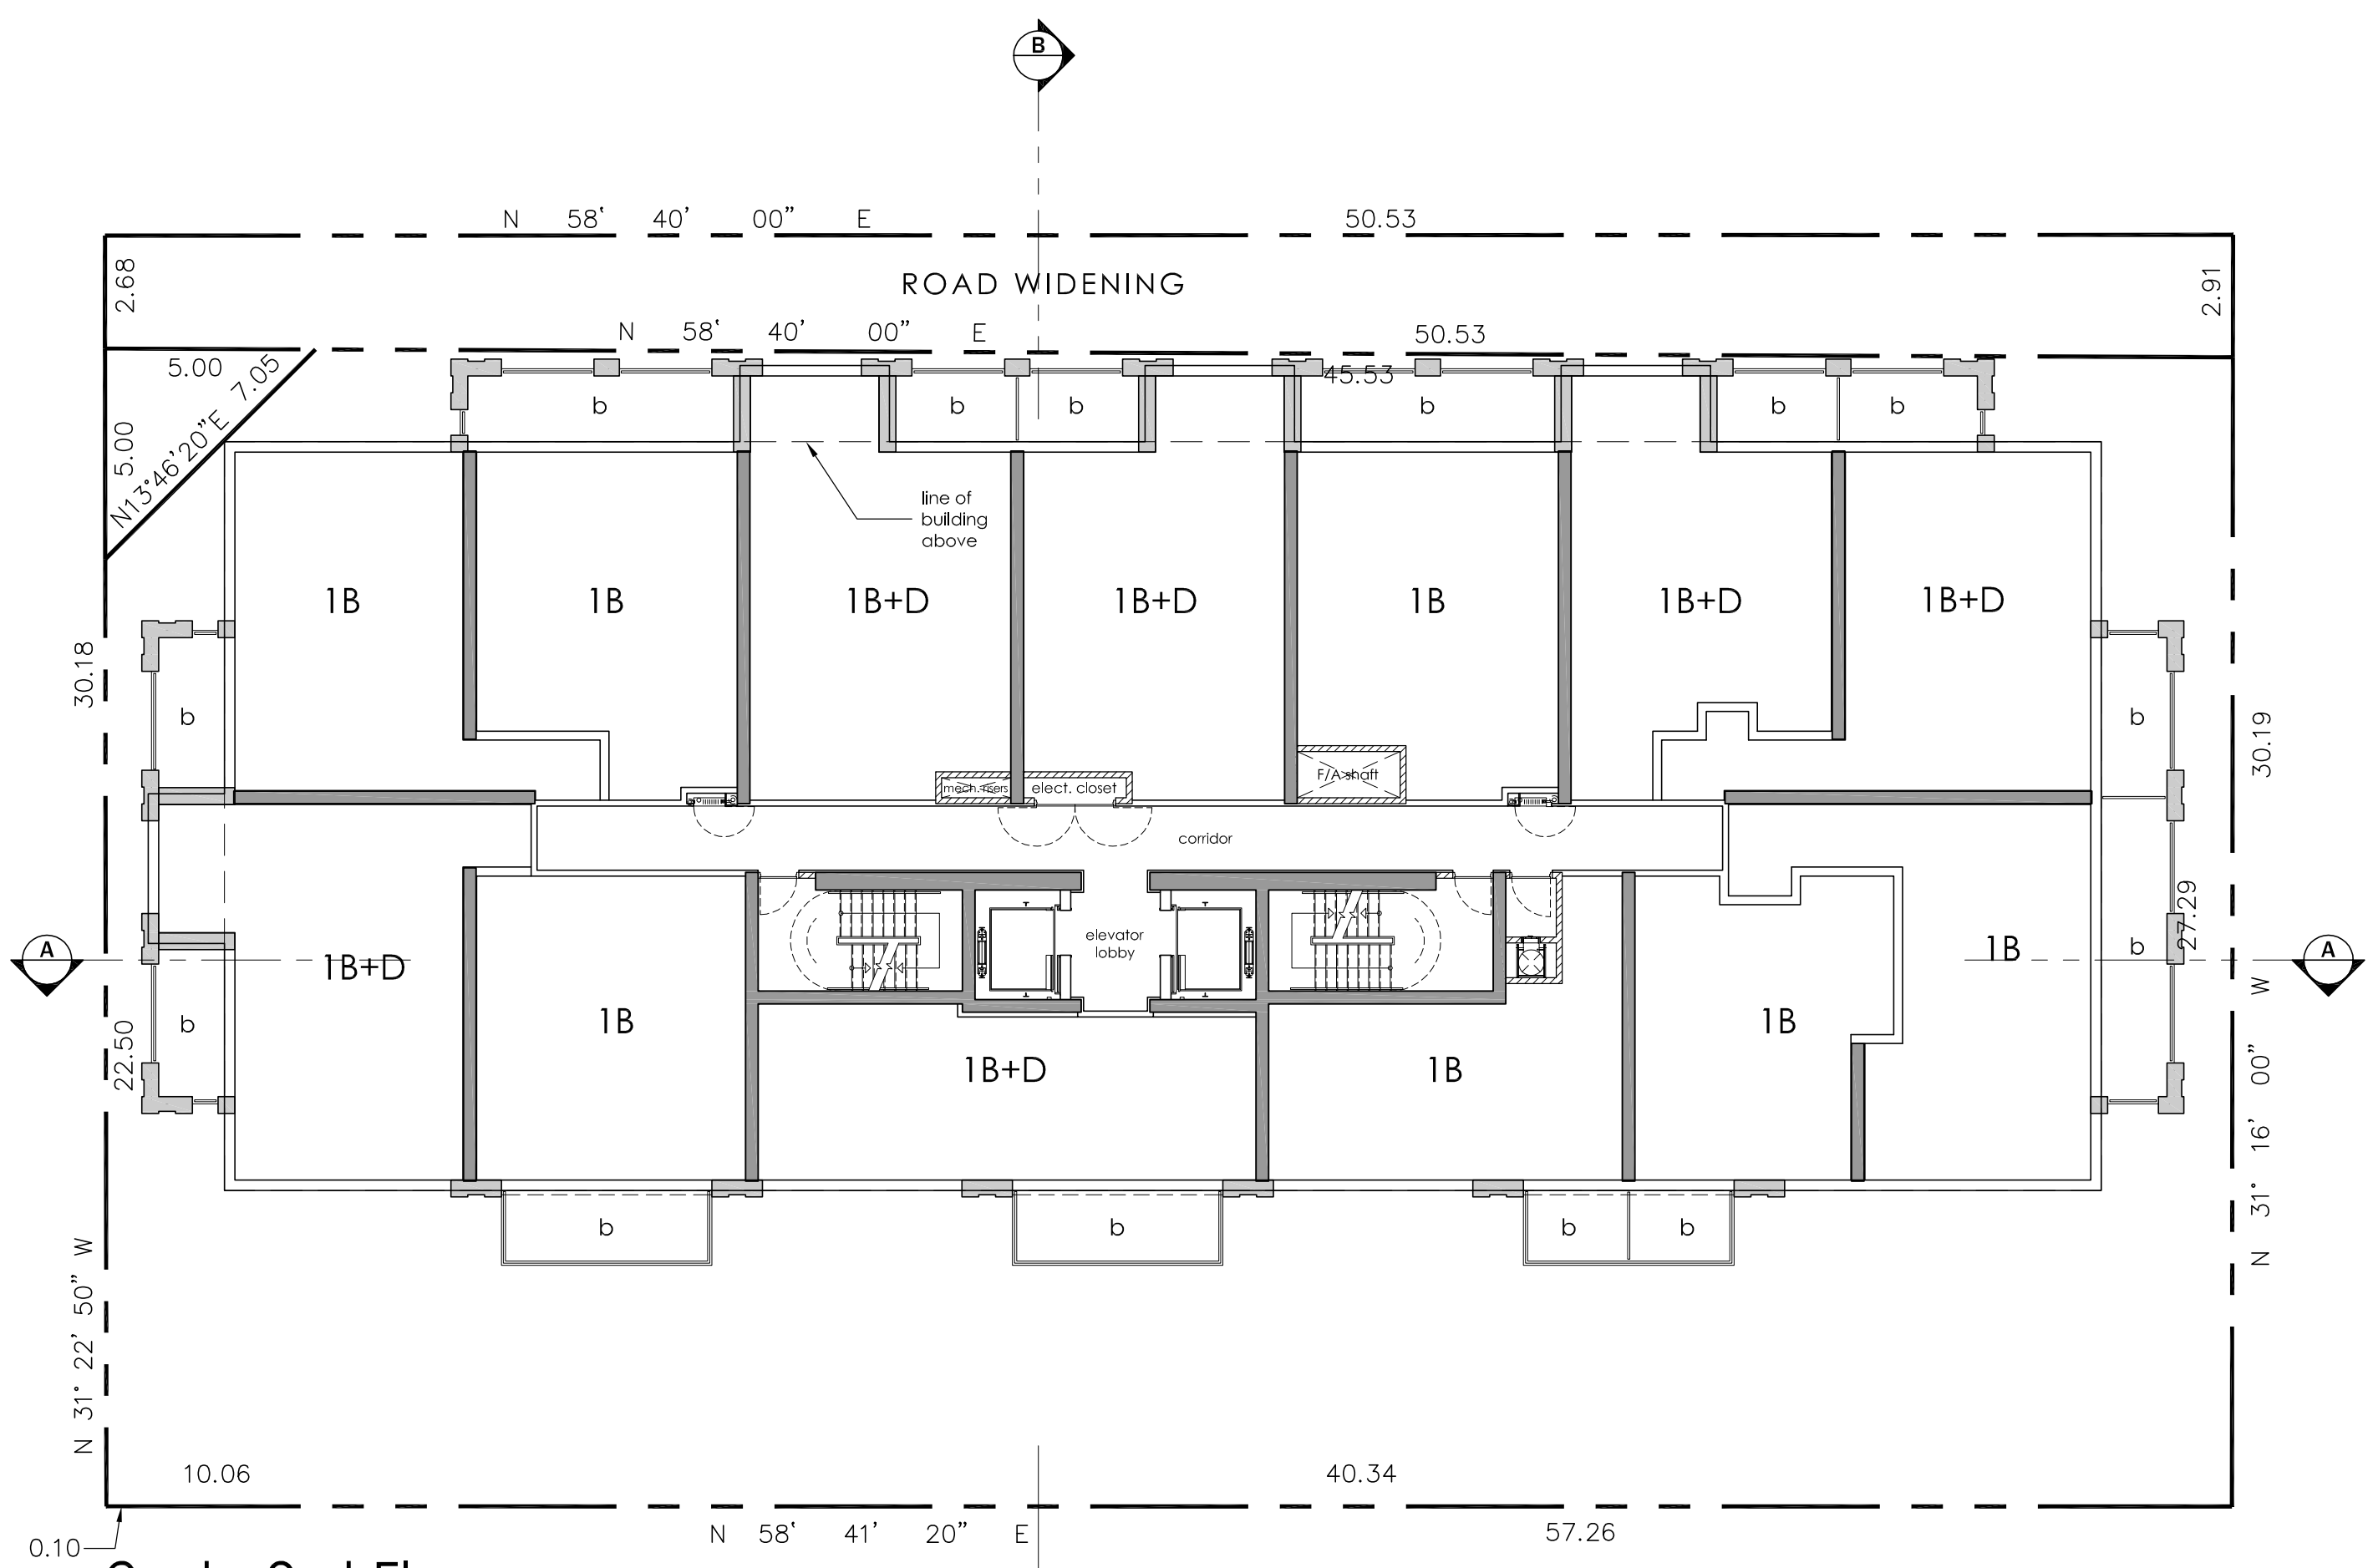 B
N 58‘ 40’ 00” E 50.53
2.68
ROAD WIDENING
2.91
N 58‘ 40’ 00” E 50.53
5.00
7.05
N13°46’20”E
5.00
45.53
b
b
b
b
b
b
line of
building
above
1B
1B
1B+D
1B+D
1B
1B+D
1B+D
30.18
b
b
30.19
mech. risers
elect. closet
F/A shaft
corridor
elevator
lobby
A
1B+D
1B
1B+D
1B
1B
1B
b
27.29
A
b
22.50
b
b
b
b
N 31° 22’ 50” W
N 31° 16’ 00” W
10.06
40.34
N 58‘ 41’ 20” E
57.26
0.10